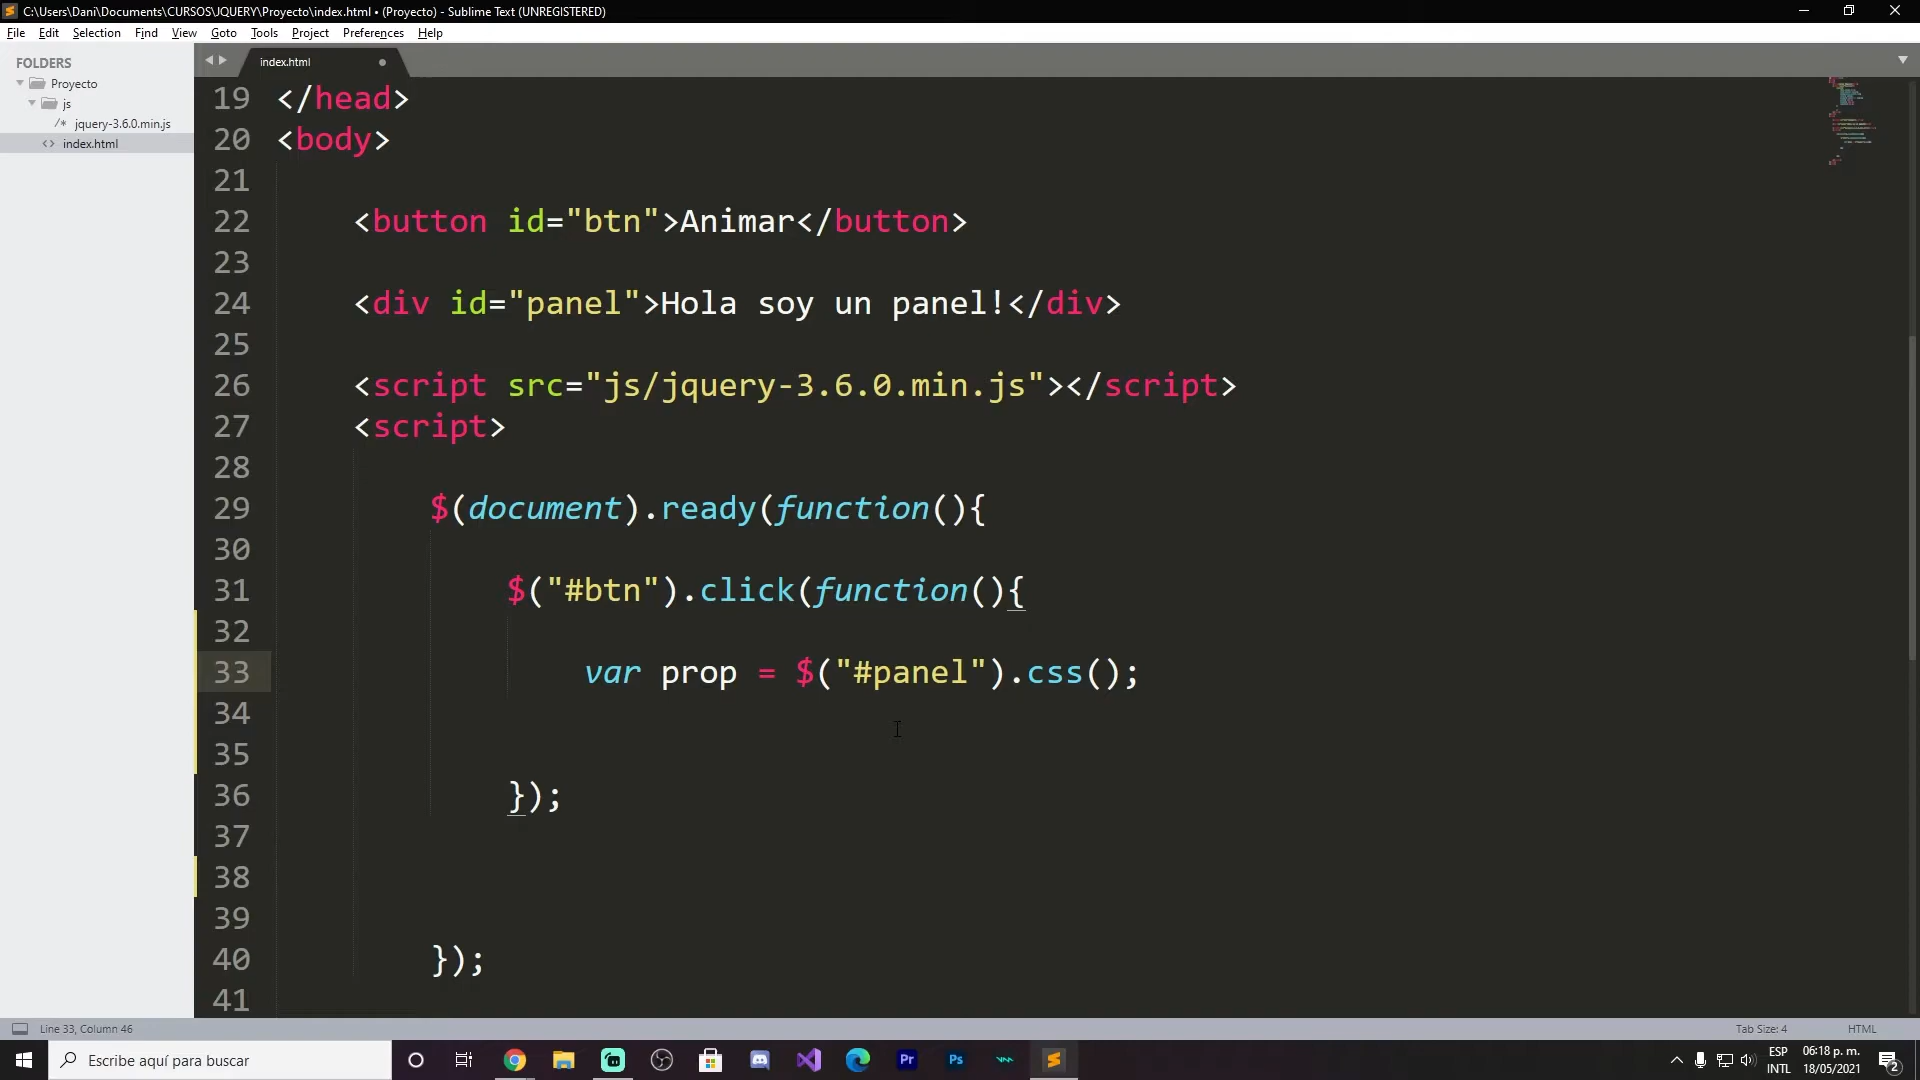 C:\Users\Dani\Documents\CURSOS\JQUERY\Proyecto\index.html • (Proyecto) - Sublime Text (UNREGISTERED)
File Edit Selection Find View Goto Tools Project Preferences Help
FOLDERS
Proyecto
js
/* jquery-3.6.0.min.js
<> index.html
index.html
19 </head>
20 <body>
21
22 <button id="btn">Animar</button>
23
24 <div id="panel">Hola soy un panel!</div>
25
26 <script src="js/jquery-3.6.0.min.js"></script>
27 <script>
28
29 $(document).ready(function(){
30
31 $("#btn").click(function(){
32
33 var prop = $("#panel").css();
34
35
36 });
37
38
39
40 });
41
Line 33, Column 46
Tab Size: 4
HTML
Escribe aquí para buscar
Pr
Ps
ESP
INTL
06:18 p. m.
18/05/2021
2